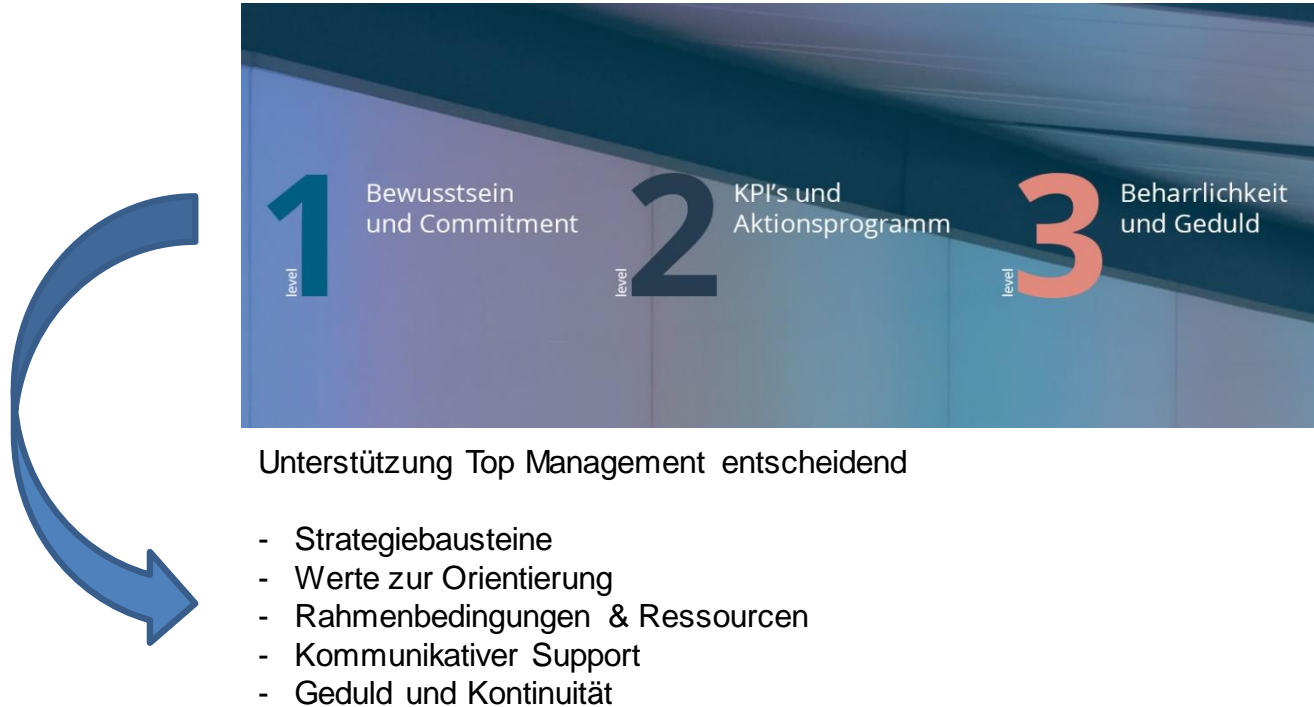 1
level
Bewusstsein
und Commitment
2
level
KPI's und
Aktionsprogramm
3
level
Beharrlichkeit
und Geduld
Unterstützung Top Management entscheidend
- Strategiebausteine
- Werte zur Orientierung
- Rahmenbedingungen & Ressourcen
- Kommunikativer Support
- Geduld und Kontinuität